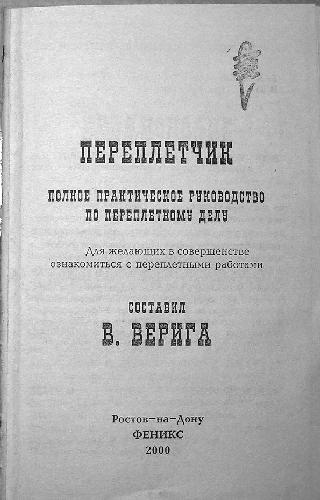 ПЕРЕПЛЕТЧИК
ПОЛНОЕ ПРАКТИЧЕСКОЕ РУКОВОДСТВО
ПО ПЕРЕПЛЕТНОМУ ДЕЛУ
Для желающих в совершенстве
ознакомиться с переплетными работами
СОСТАВИЛ
В. ВЕРИГА
Ростов-на-Дону
ФЕНИКС
2000